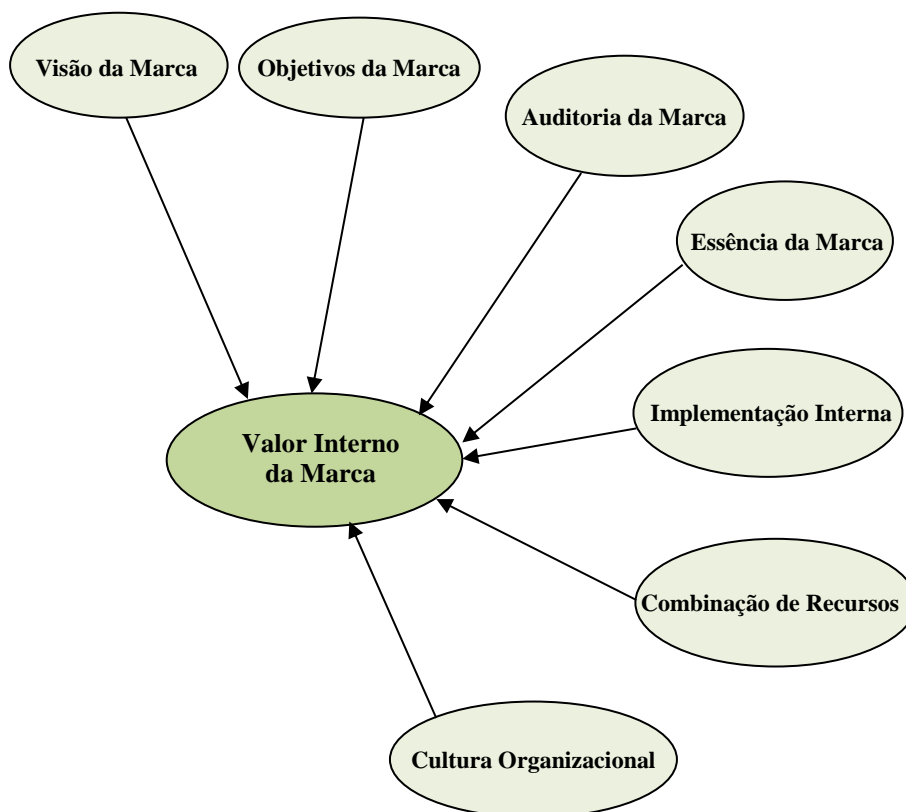 Visão da Marca
Objetivos da Marca
Auditoria da Marca
Essência da Marca
Implementação Interna
Valor Interno
da Marca
Combinação de Recursos
Cultura Organizacional